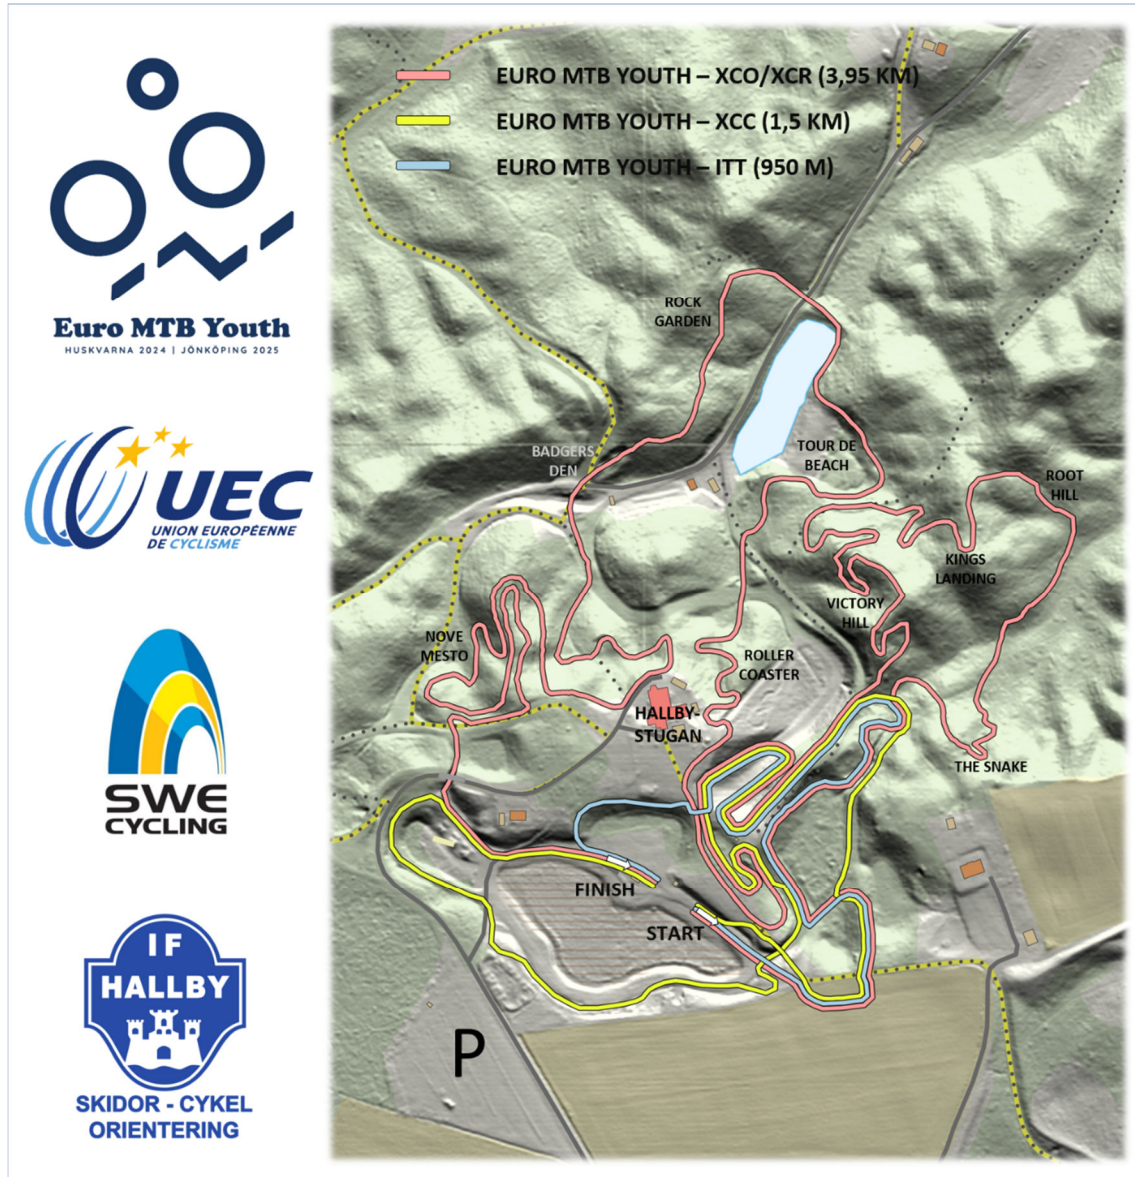 Euro MTB Youth
HUSKVARNA 2024 | JÖNKÖPING 2025
UEC
UNION EUROPÉENNE
DE CYCLISME
SWE
CYCLING
IF
HALLBY
SKIDOR - CYKEL
ORIENTERING
EURO MTB YOUTH – XCO/XCR (3,95 KM)
EURO MTB YOUTH – XCC (1,5 KM)
EURO MTB YOUTH – ITT (950 M)
ROCK
GARDEN
BADGERS
DEN
TOUR DE
BEACH
ROOT
HILL
KINGS
LANDING
VICTORY
HILL
NOVE
MESTO
ROLLER
COASTER
HALLBY-
STUGAN
THE SNAKE
FINISH
START
P